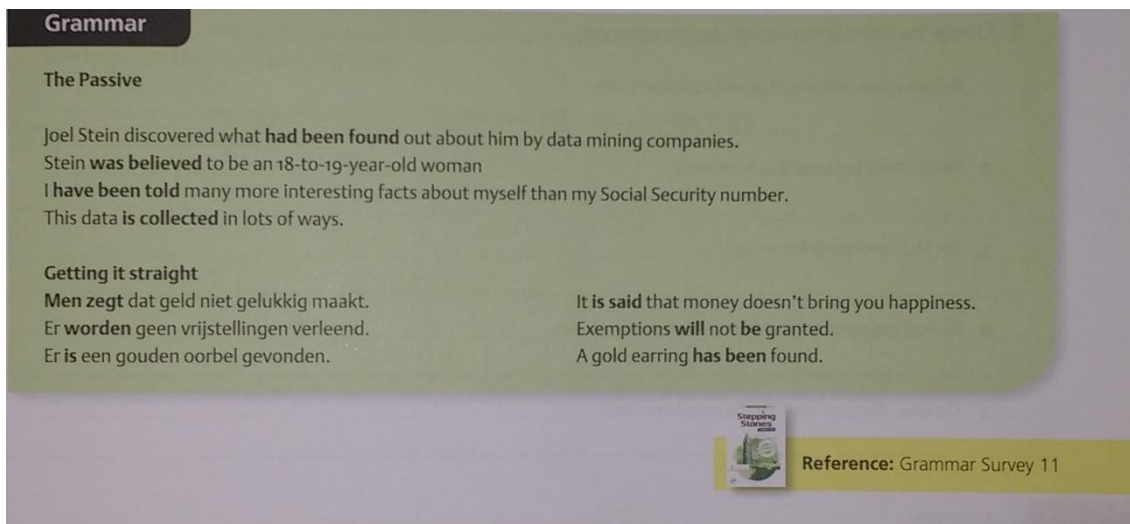 Grammar
The Passive
Joel Stein discovered what had been found out about him by data mining companies.
Stein was believed to be an 18-to-19-year-old woman
I have been told many more interesting facts about myself than my Social Security number.
This data is collected in lots of ways.
Getting it straight
Men zegt dat geld niet gelukkig maakt.
It is said that money doesn't bring you happiness.
Er worden geen vrijstellingen verleend.
Exemptions will not be granted.
Er is een gouden oorbel gevonden.
A gold earring has been found.
Stepping
Stones
Reference: Grammar Survey 11